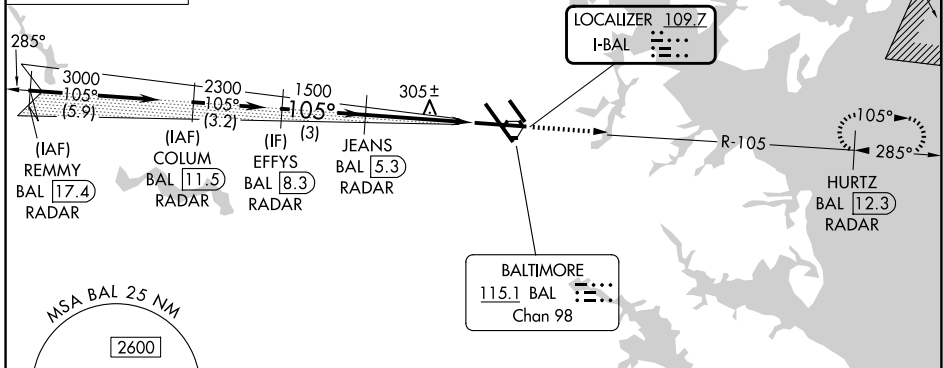 LOCALIZER 109.7
I-BAL
285°
3000
105°
(5.9)
2300
105°
(3.2)
1500
105°
(3)
305±
(IAF)
REMMY
BAL 17.4
RADAR
(IAF)
COLUM
BAL 11.5
RADAR
(IF)
EFFYS
BAL 8.3
RADAR
JEANS
BAL 5.3
RADAR
R-105
105°
285°
HURTZ
BAL 12.3
RADAR
BALTIMORE
115.1 BAL
Chan 98
MSA BAL 25 NM
2600